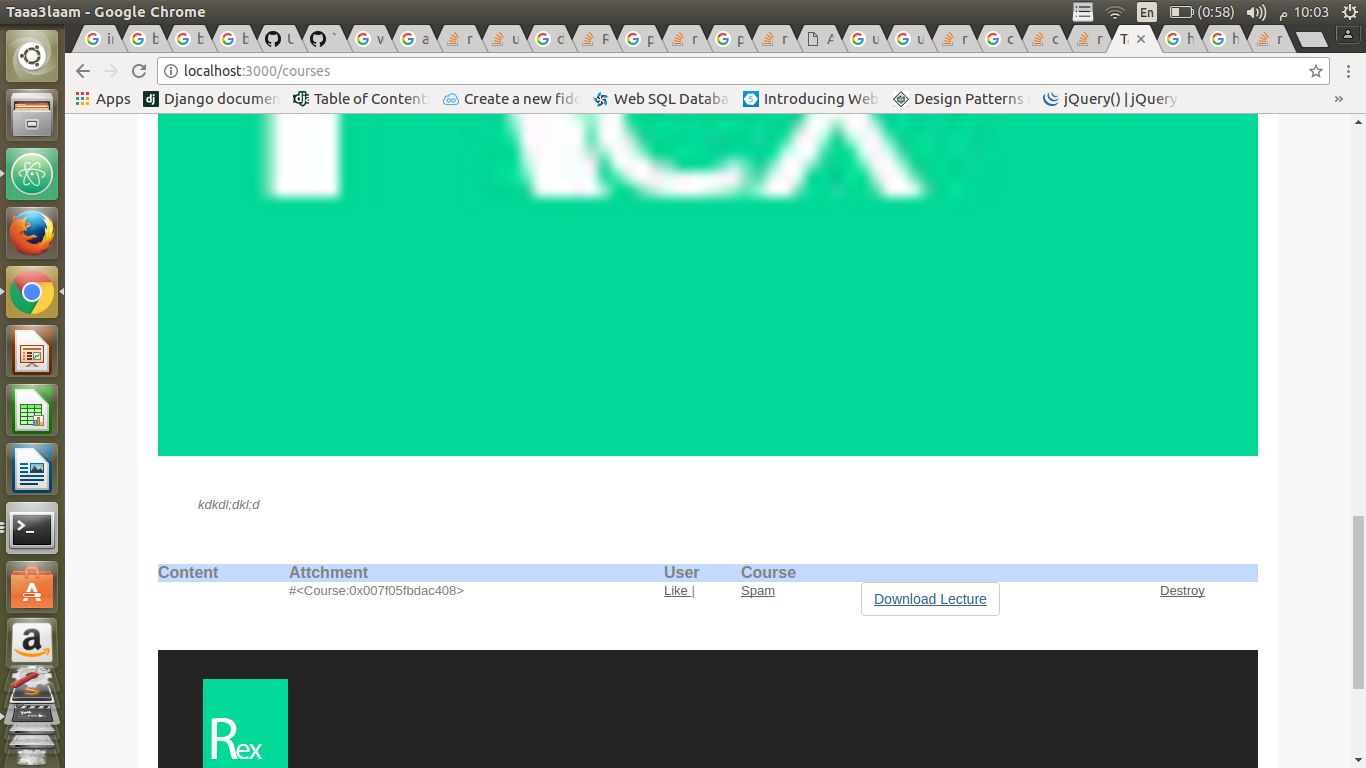 Taaa3laam - Google Chrome
En
(0:58)
10:03 م
localhost:3000/courses
Apps
Django documen
Table of Content
Create a new fidd
Web SQL Databa
Introducing Web
Design Patterns
jQuery() | jQuery
»
kdkdl;dkl;d
Content Attchment User Course
#<Course:0x007f05fbdac408> Like | Spam Download Lecture Destroy
Rex